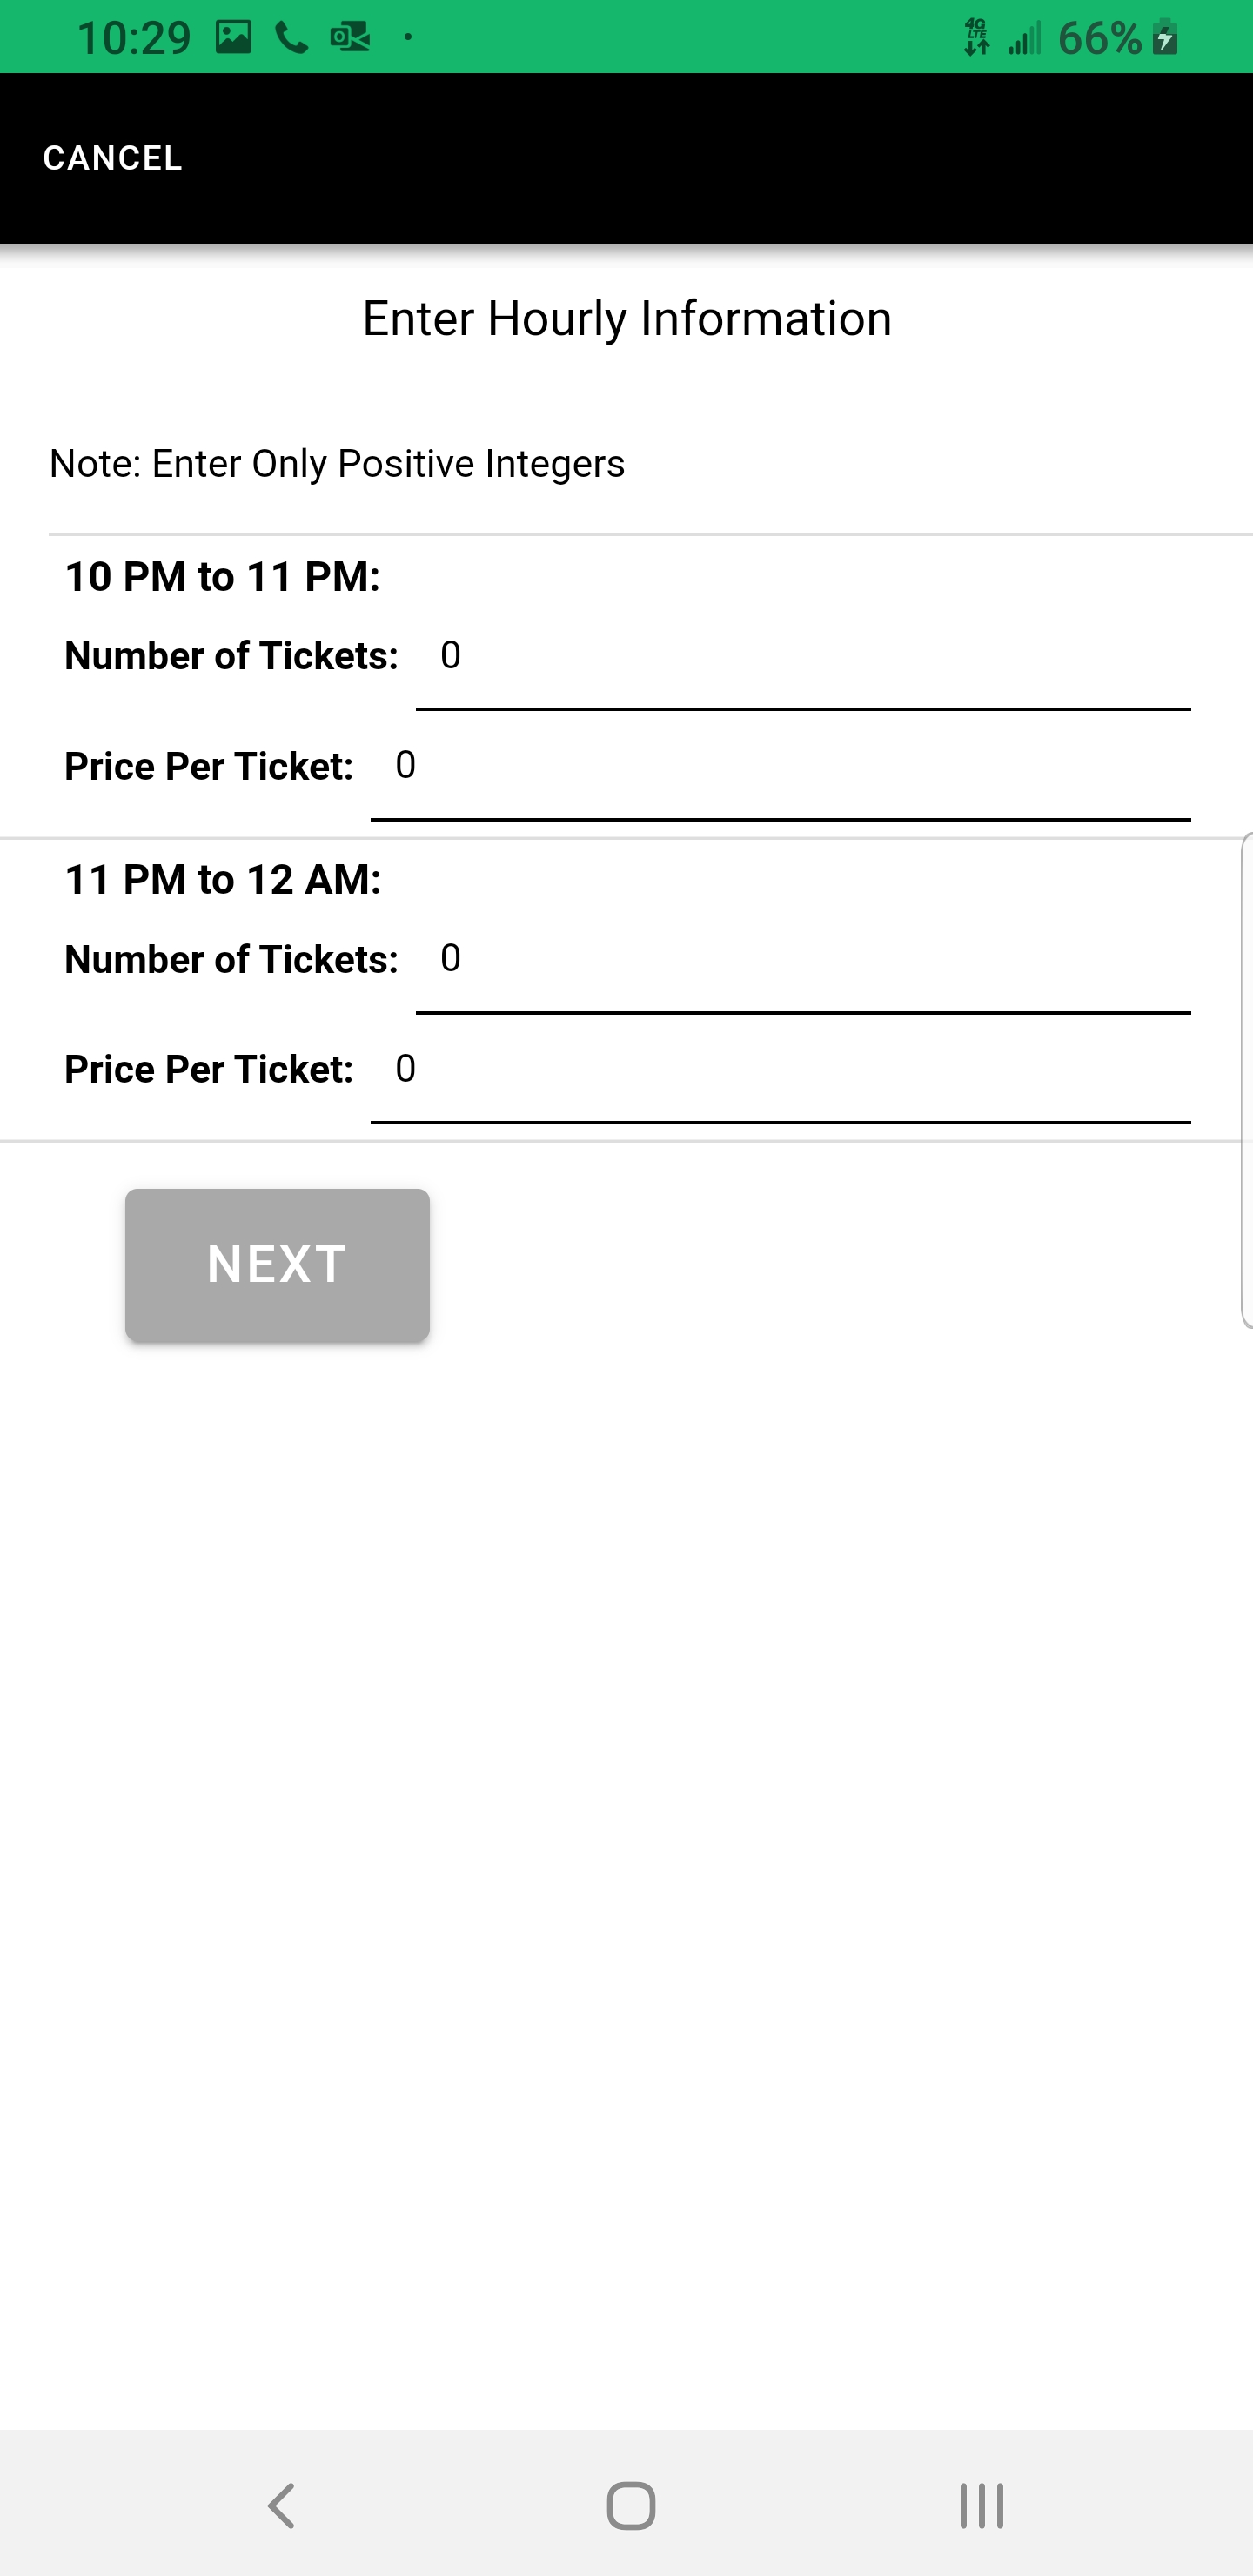 10:29 66%
4G
LTE
CANCEL
Enter Hourly Information
Note: Enter Only Positive Integers
10 PM to 11 PM:
Number of Tickets: 0
Price Per Ticket: 0
11 PM to 12 AM:
Number of Tickets: 0
Price Per Ticket: 0
NEXT